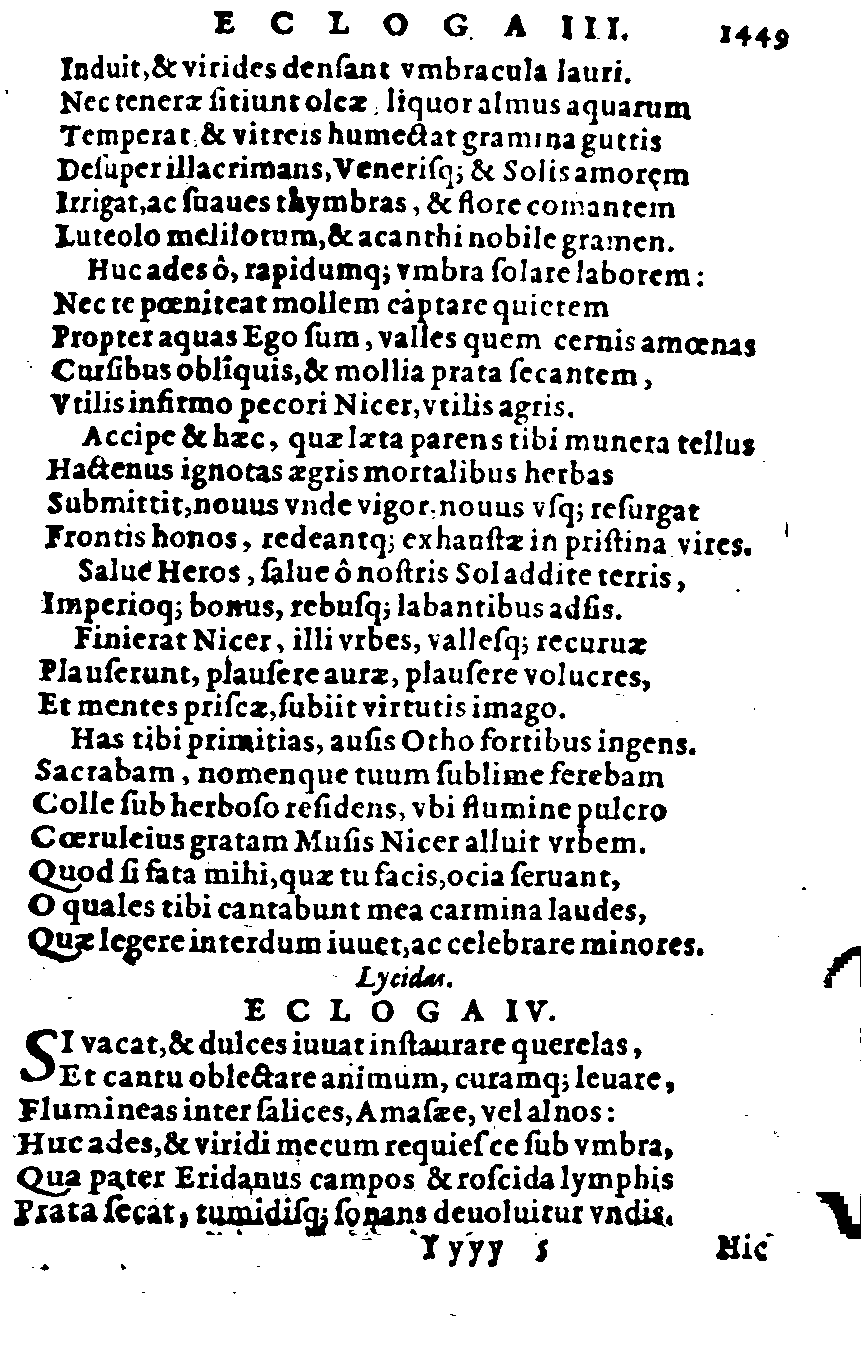 E C L O G A III. 1449
Induit,& virides denſant vmbracula lauri.
Nec teneræ ſitiunt oleæ, liquor almus aquarum
Temperat,& vitreis humectat gramina guttis
Deſuper illacrimans,Veneriſq; & Solis amorẽm
Irrigat,ac ſuaues thymbras, & flore comantem
Luteolo melilotum,& acanthi nobile gramen.
Huc ades ô, rapidumq; vmbra ſolare laborem:
Nec te pœniteat mollem captare quietem
Propter aquas Ego ſum, valles quem cernis amœnas
Curſibus obliquis,& mollia prata ſecantem,
Vtilis infirmo pecori Nicer,vtilis agris.
Accipe & hæc, quæ læta parens tibi munera tellus
Hactenus ignotas ægris mortalibus herbas
Submittit,nouus vnde vigor,nouus vſq; reſurgat
Frontis honos, redeantq; exhauſtæ in priſtina vires.
Salue Heros, ſalue ô noſtris Sol addite terris,
Imperioq; bonus, rebuſq; labantibus adſis.
Finierat Nicer, illi vrbes, valleſq; recuruæ
Plauſerunt, plauſere auræ, plauſere volucres,
Et mentes priſcæ,ſubiit virtutis imago.
Has tibi primitias, auſis Otho fortibus ingens.
Sacrabam, nomenque tuum ſublime ferebam
Colle ſub herboſo reſidens, vbi flumine pulcro
Cœruleius gratam Muſis Nicer alluit vrbem.
Quod ſi fata mihi,quæ tu facis,ocia ſeruant,
O quales tibi cantabunt mea carmina laudes,
Quæ legere interdum iuuet,ac celebrare minores.
Lycidas.
E C L O G A IV.
SI vacat,& dulces iuuat inſtaurare querelas,
Et cantu oblectare animum, curamq; leuare,
Flumineas inter ſalices, Amaſæe, vel alnos:
Huc ades,& viridi mecum requieſce ſub vmbra,
Qua pater Eridanus campos & roſcida lymphis
Prata ſecat, tumidiſq; ſonans deuoluitur vndis.
Yyyy 5 Hic